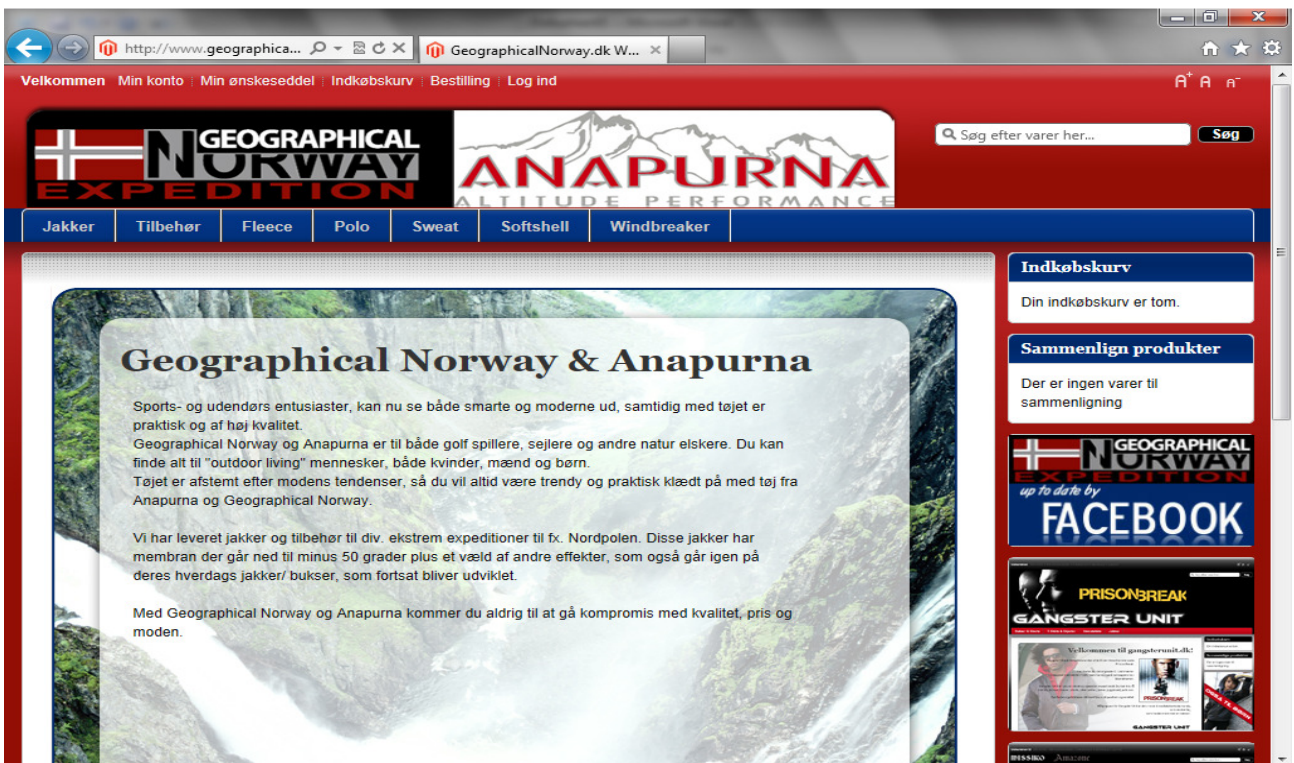 http://www.geographica...
GeographicalNorway.dk W...
Velkommen Min konto Min ønskeseddel Indkøbskurv Bestilling Log ind
A+ A A-
GEOGRAPHICAL
NORWAY
EXPEDITION
ANAPURNA
ALTITUDE PERFORMANCE
Søg efter varer her...
Søg
Jakker Tilbehør Fleece Polo Sweat Softshell Windbreaker
Geographical Norway & Anapurna
Sports- og udendørs entusiaster, kan nu se både smarte og moderne ud, samtidig med tøjet er
praktisk og af høj kvalitet.
Geographical Norway og Anapurna er til både golf spillere, sejlere og andre natur elskere. Du kan
finde alt til "outdoor living" mennesker, både kvinder, mænd og børn.
Tøjet er afstemt efter modens tendenser, så du vil altid være trendy og praktisk klædt på med tøj fra
Anapurna og Geographical Norway.
Vi har leveret jakker og tilbehør til div. ekstrem expeditioner til fx. Nordpolen. Disse jakker har
membran der går ned til minus 50 grader plus et væld af andre effekter, som også går igen på
deres hverdags jakker/ bukser, som fortsat bliver udviklet.
Med Geographical Norway og Anapurna kommer du aldrig til at gå kompromis med kvalitet, pris og
moden.
Indkøbskurv
Din indkøbskurv er tom.
Sammenlign produkter
Der er ingen varer til
sammenligning
GEOGRAPHICAL
NORWAY
EXPEDITION
up to date by
FACEBOOK
PRISONBREAK
GANGSTER UNIT
Velkommen til gangsterunit.dk!
PRISONBREAK
GANGSTER UNIT
Amazone